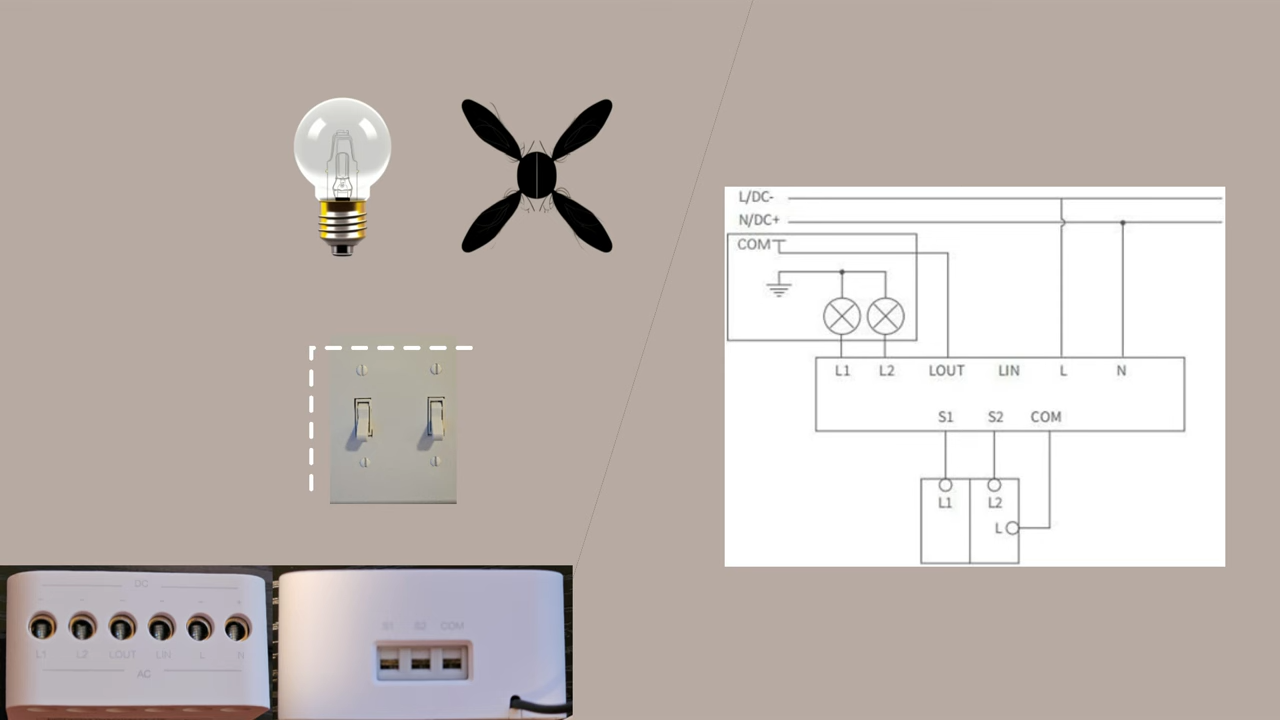 L/DC-
N/DC+
COM
L1 L2 LOUT LIN L N
S1 S2 COM
L1 L2
L
DC
L1 L2 LOUT LIN L N
AC
S1 S2 COM